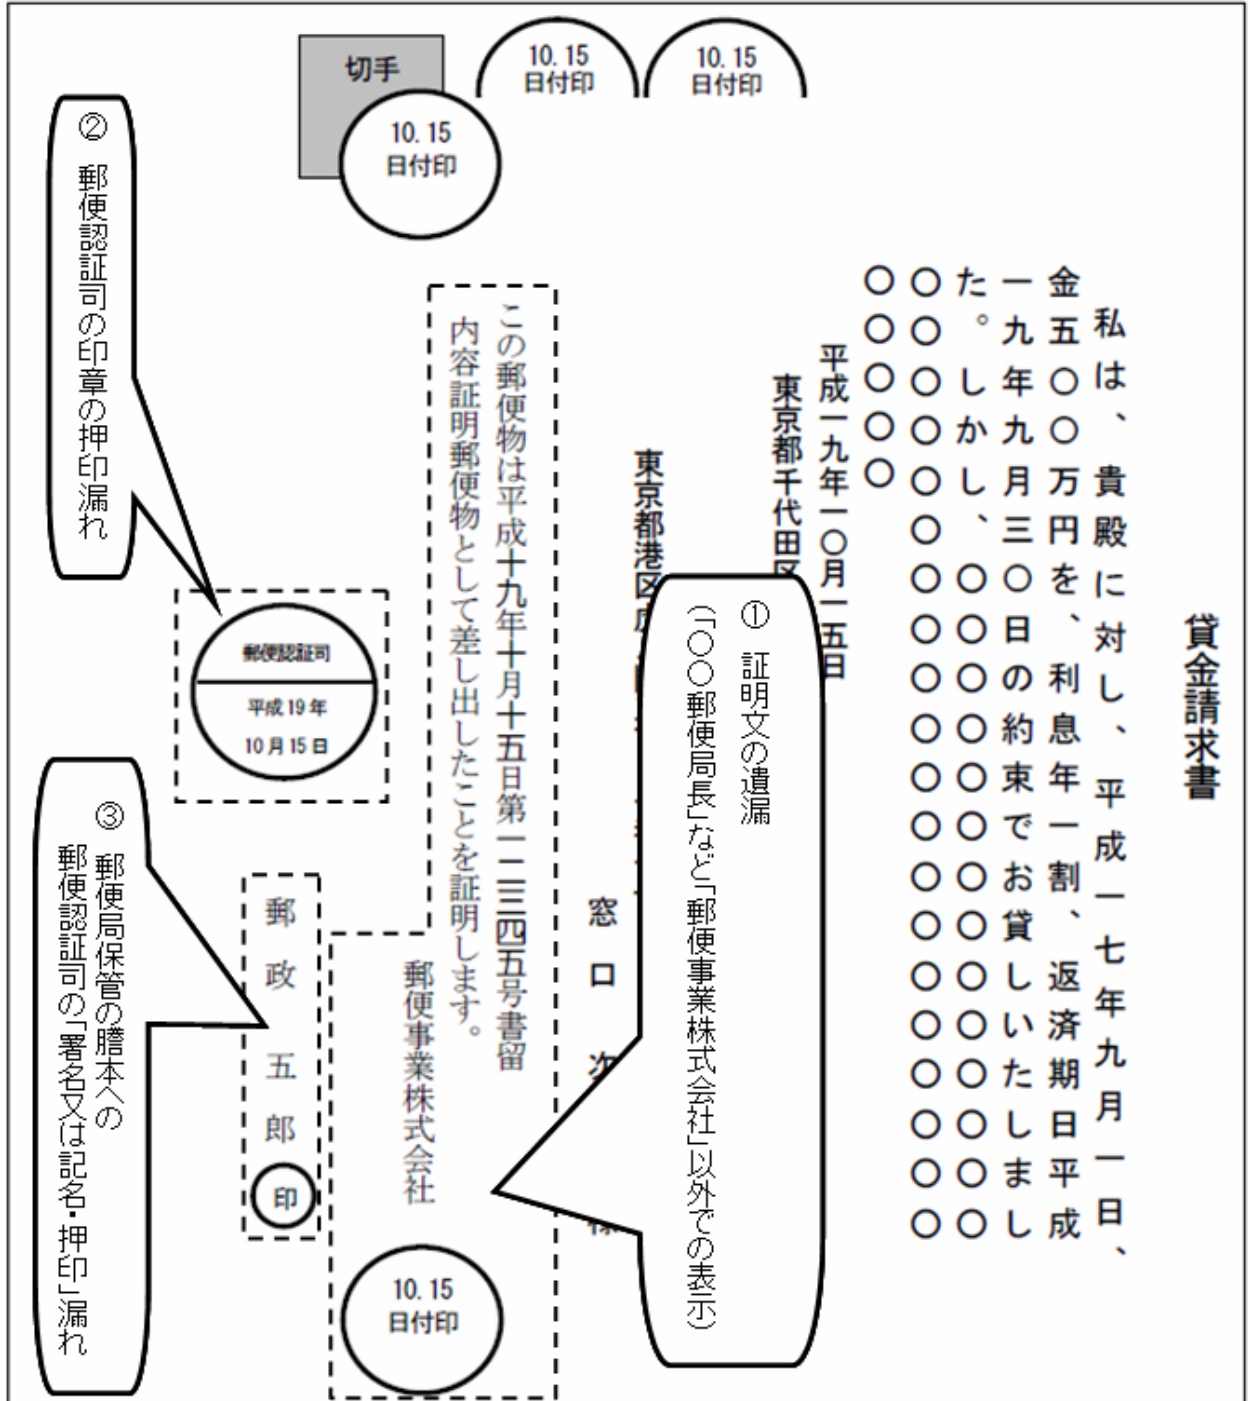 貸金請求書
私は、貴殿に対し、平成一七年九月一日、
金五〇〇万円を、利息年一割、返済期日平成
一九年九月三〇日の約束でお貸しいたしまし
た。しかし、〇〇〇〇〇〇〇〇〇〇〇〇〇〇
〇〇〇〇〇〇〇〇〇〇〇〇〇〇〇〇〇〇〇〇
〇〇〇〇〇
平成一九年一〇月一五日
東京都千代田区
① 証明文の遺漏
(「〇〇郵便局長」など「郵便事業株式会社」以外での表示)
東京都港区
窓口次
この郵便物は平成十九年十月十五日第一二三四五号書留
内容証明郵便物として差し出したことを証明します。
郵便事業株式会社
10.15
日付印
10.15
日付印
10.15
日付印
切手
10.15
日付印
郵便認証司
平成19年
10月15日
郵政五郎
印
② 郵便認証司の印章の押印漏れ
③ 郵便局保管の謄本への
郵便認証司の「署名又は記名・押印」漏れ